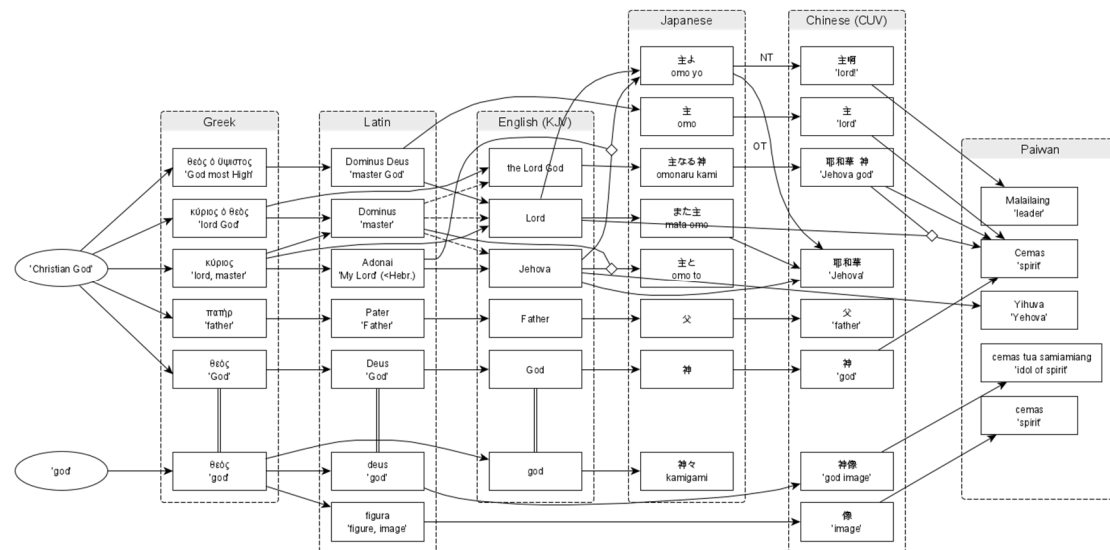 Japanese
Chinese (CUV)
主よ
omo yo
NT
主啊
'lord!'
主
omo
主
'lord'
OT
Greek
Latin
English (KJV)
Paiwan
θεὸς ὁ ὕψιστος
'God most High'
Dominus Deus
'master God'
the Lord God
主なる神
omonaru kami
耶和華 神
'Jehova god'
κύριος ὁ θεὸς
'lord God'
Dominus
'master'
Lord
また主
mata omo
Malailaing
'leader'
'Christian God'
κύριος
'lord, master'
Adonai
'My Lord' (<Hebr.)
Jehova
主と
omo to
耶和華
'Jehova'
Cemas
'spirit'
πατήρ
'father'
Pater
'Father'
Father
父
父
'father'
Yihuva
'Yehova'
θεὸς
'God'
Deus
'God'
God
神
神
'god'
cemas tua samiamiang
'idol of spirit'
cemas
'spirit'
'god'
θεὸς
'god'
deus
'god'
god
神々
kamigami
神像
'god image'
figura
'figure, image'
像
'image'